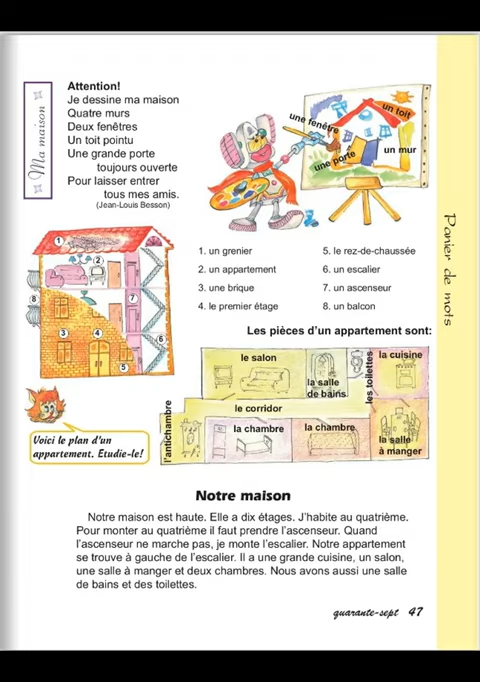 Ma maison
Attention!
Je dessine ma maison
Quatre murs
Deux fenêtres
Un toit pointu
Une grande porte
toujours ouverte
Pour laisser entrer
tous mes amis.
(Jean-Louis Besson)
une fenêtre
un toit
une porte
un mur
1
2
3
4
5
6
7
8
1. un grenier
2. un appartement
3. une brique
4. le premier étage
5. le rez-de-chaussée
6. un escalier
7. un ascenseur
8. un balcon
Panier de mots
Les pièces d'un appartement sont:
le salon
la salle
de bains
les toilettes
la cuisine
le corridor
l'antichambre
la chambre
la chambre
la salle
à manger
Voici le plan d'un
appartement. Etudie-le!
Notre maison
Notre maison est haute. Elle a dix étages. J'habite au quatrième.
Pour monter au quatrième il faut prendre l'ascenseur. Quand
l'ascenseur ne marche pas, je monte l'escalier. Notre appartement
se trouve à gauche de l'escalier. Il a une grande cuisine, un salon,
une salle à manger et deux chambres. Nous avons aussi une salle
de bains et des toilettes.
quarante-sept 47